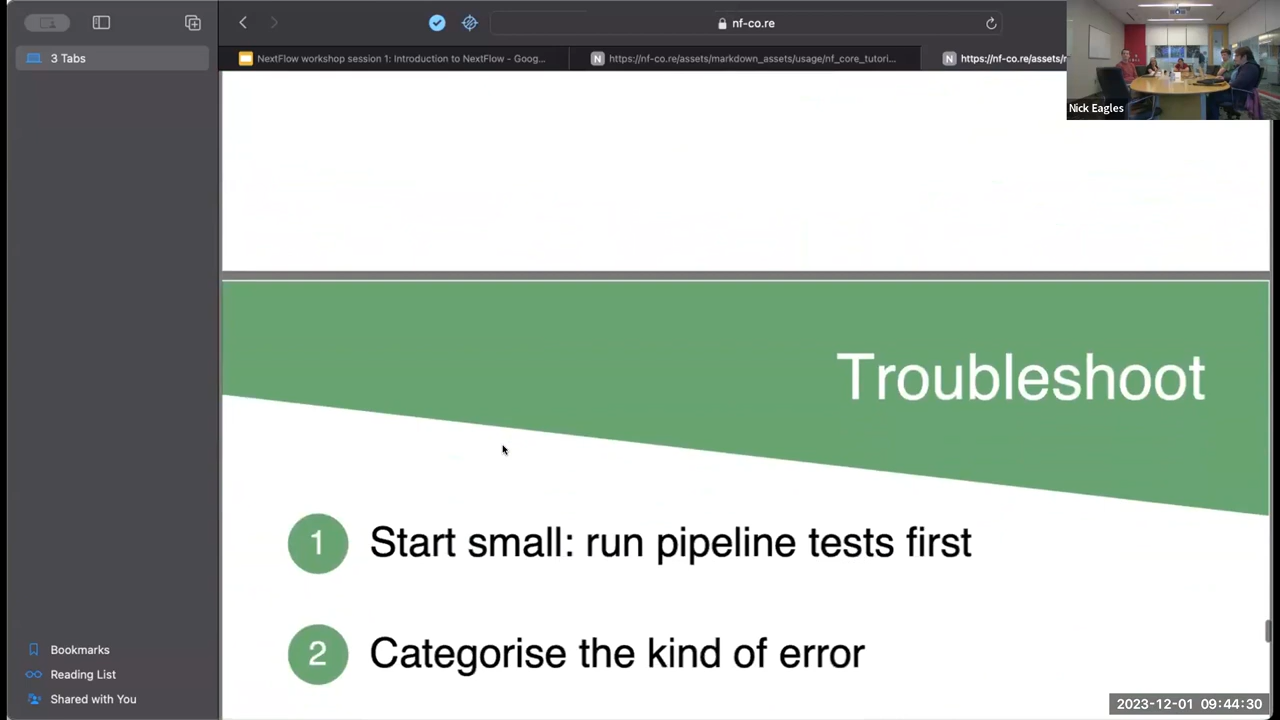 3 Tabs
nf-co.re
NextFlow workshop session 1: Introduction to NextFlow - Goog...
N
https://nf-co.re/assets/markdown_assets/usage/nf_core_tutori...
N
https://nf-co.re/assets/
Nick Eagles
Troubleshoot
1 Start small: run pipeline tests first
2 Categorise the kind of error
Bookmarks
Reading List
Shared with You
2023-12-01 09:44:30